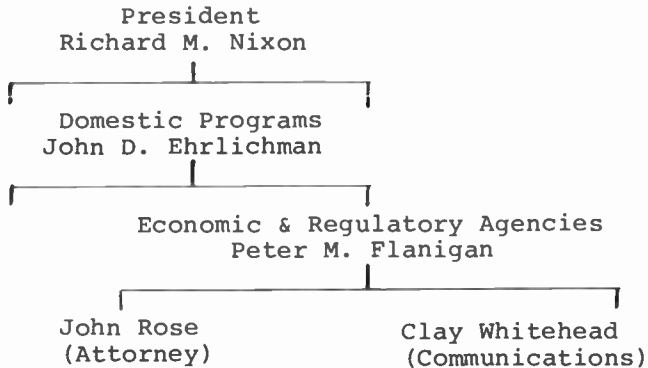 President
Richard M. Nixon
Domestic Programs
John D. Ehrlichman
Economic & Regulatory Agencies
Peter M. Flanigan
John Rose
(Attorney)
Clay Whitehead
(Communications)